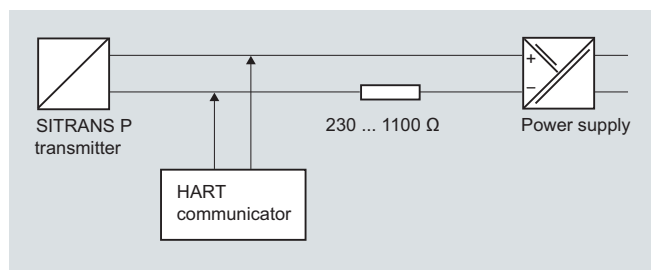 +
−
SITRANS P
transmitter
230 ... 1100 Ω
Power supply
HART
communicator